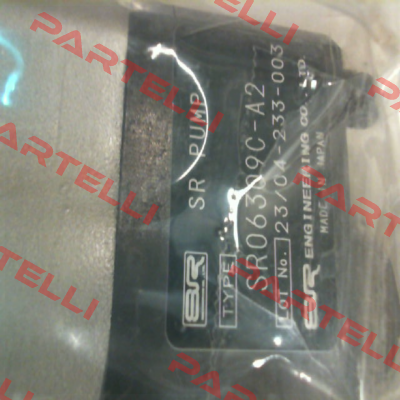 SR SR PUMP
TYPE SR06309C-A2
LOT No. 23/04 233-003
SR ENGINEERING CO., LTD.
MADE IN JAPAN
PARTELLI
PARTELLI
PARTELLI
PARTELLI